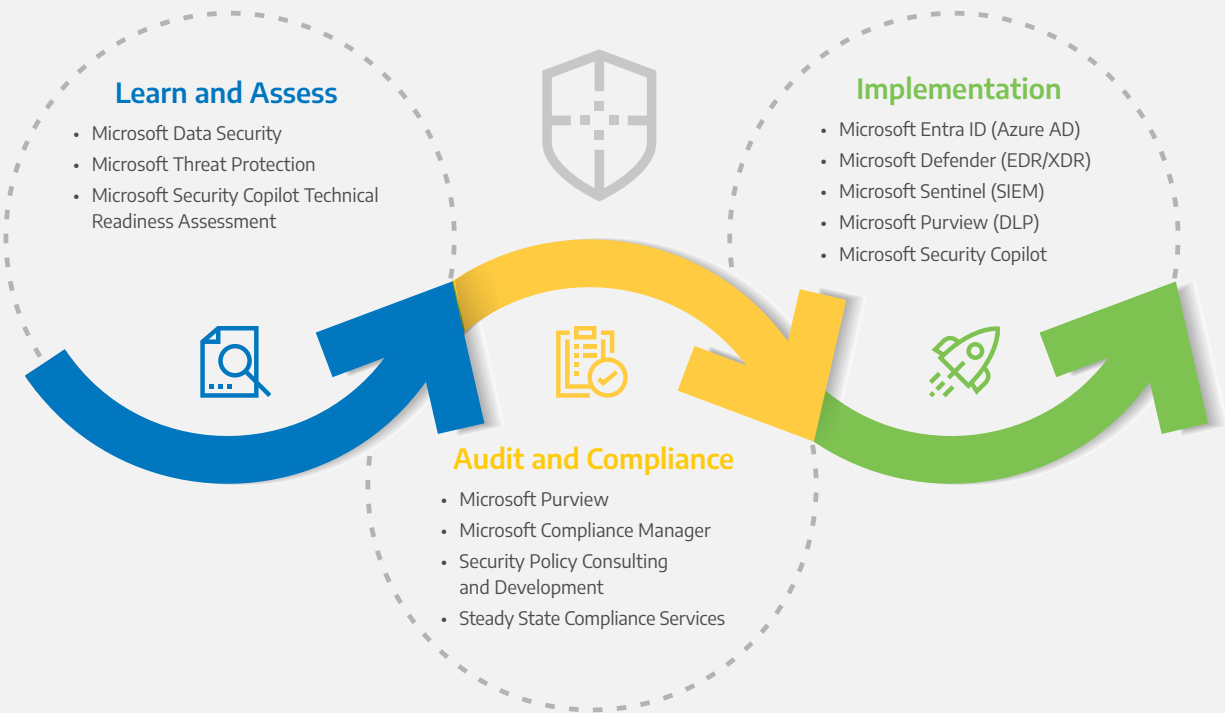 Learn and Assess
• Microsoft Data Security
• Microsoft Threat Protection
• Microsoft Security Copilot Technical
Readiness Assessment
Audit and Compliance
• Microsoft Purview
• Microsoft Compliance Manager
• Security Policy Consulting
and Development
• Steady State Compliance Services
Implementation
• Microsoft Entra ID (Azure AD)
• Microsoft Defender (EDR/XDR)
• Microsoft Sentinel (SIEM)
• Microsoft Purview (DLP)
• Microsoft Security Copilot